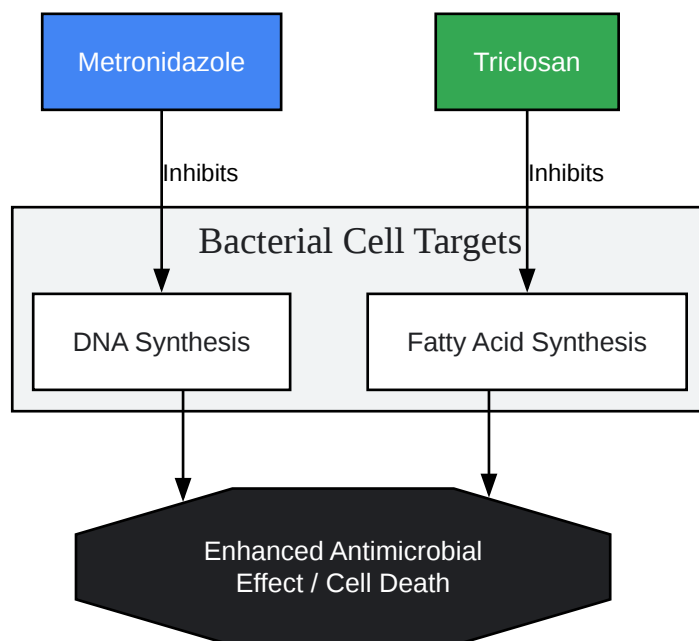 Metronidazole
Triclosan
Inhibits
Inhibits
Bacterial Cell Targets
DNA Synthesis
Fatty Acid Synthesis
Enhanced Antimicrobial
Effect / Cell Death